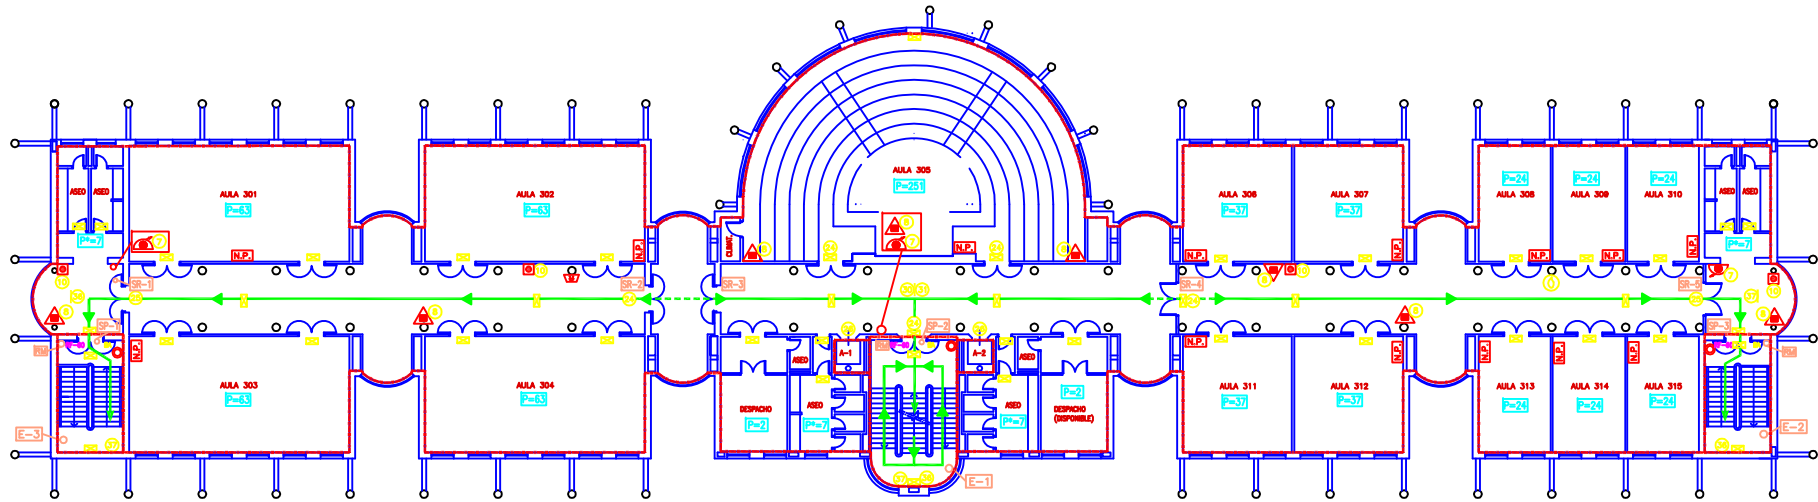 AULA 301
P=63
AULA 302
P=63
AULA 305
P=251
AULA 306
P=37
AULA 307
P=37
P=24
AULA 308
P=24
AULA 309
P=24
AULA 310
ASEO
ASEO
P*=7
7
N.P.
N.P.
CLIMAT.
N.P.
N.P.
N.P.
N.P.
N.P.
N.P.
ASEO
ASEO
P*=7
7
SR-1
SR-2
SR-3
SR-4
SR-5
SP-1
SP-2
SP-3
N.P.
AULA 303
P=63
AULA 304
P=63
DESPACHO
P=2
ASEO
ASEO
P*=7
A-1
A-2
ASEO
ASEO
P*=7
P=2
DESPACHO
(DISPONIBLE)
N.P.
N.P.
N.P.
N.P.
N.P.
AULA 311
P=37
AULA 312
P=37
AULA 313
P=24
AULA 314
P=24
AULA 315
P=24
E-3
E-1
E-2